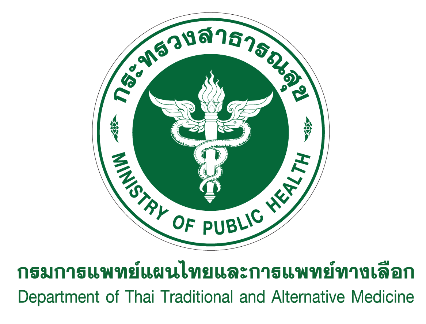 กระทรวงสาธารณสุข
MINISTRY OF PUBLIC HEALTH
กรมการแพทย์แผนไทยและการแพทย์ทางเลือก
Department of Thai Traditional and Alternative Medicine